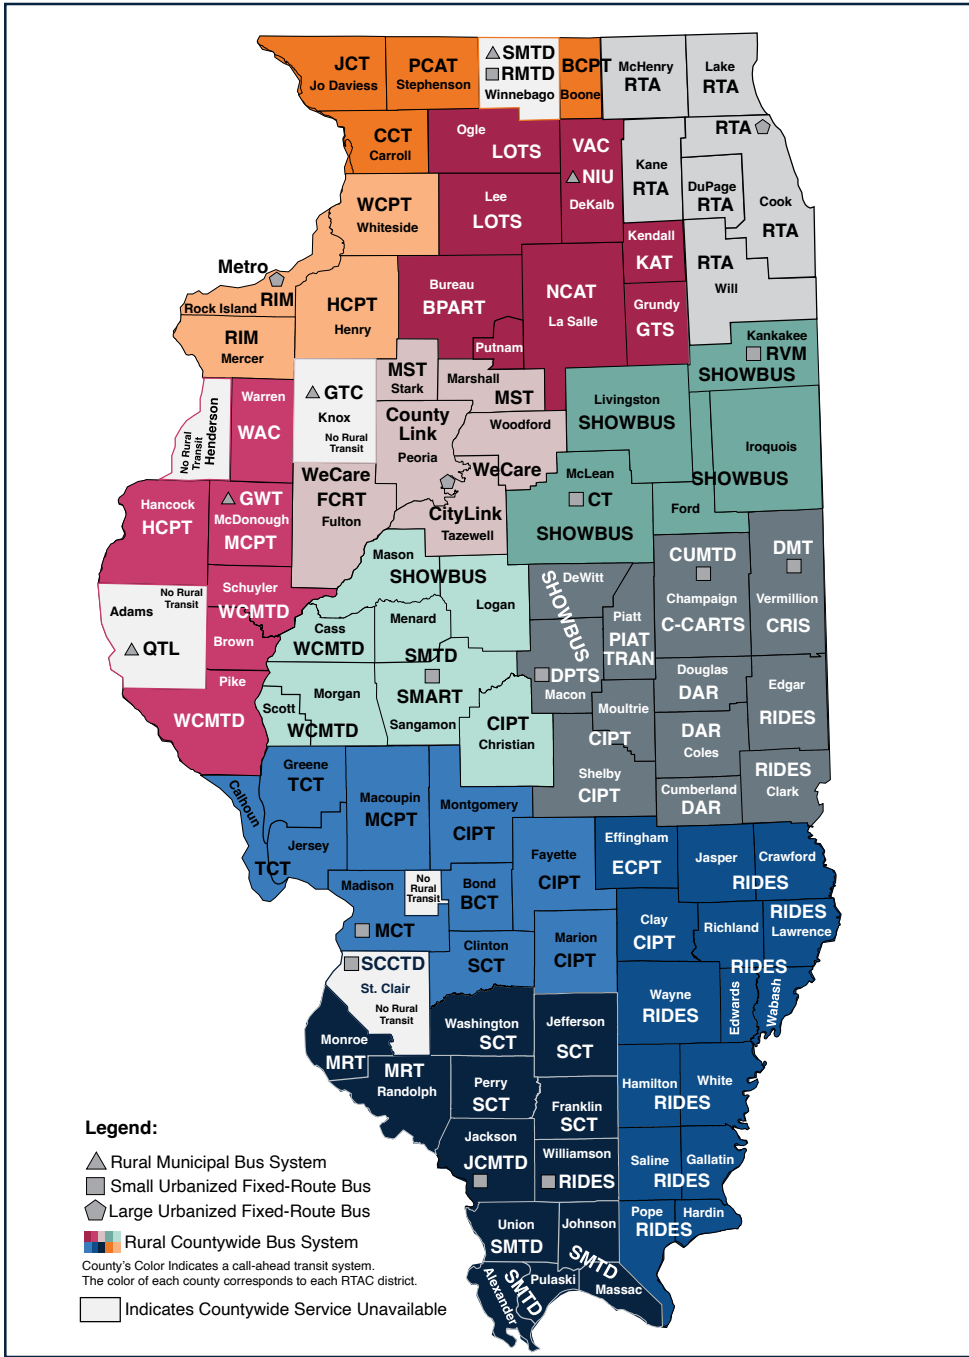 JCT
Jo Daviess
PCAT
Stephenson
SMTD
RMTD
Winnebago
BCPT
Boone
McHenry
RTA
Lake
RTA
CCT
Carroll
Ogle
LOTS
VAC
NIU
DeKalb
Kane
RTA
RTA
DuPage
RTA
Cook
RTA
WCPT
Whiteside
Lee
LOTS
Kendall
KAT
RTA
Will
Metro
RIM
Rock Island
HCPT
Henry
Bureau
BPART
NCAT
La Salle
Grundy
GTS
RIM
Mercer
Putnam
Kankakee
RVM
SHOWBUS
MST
Stark
Marshall
MST
No Rural
Transit
Henderson
Warren
WAC
GTC
Knox
No Rural
Transit
County
Link
Peoria
Woodford
WeCare
Livingston
SHOWBUS
Iroquois
SHOWBUS
Ford
Hancock
HCPT
GWT
McDonough
MCPT
WeCare
FCRT
Fulton
CityLink
Tazewell
McLean
CT
SHOWBUS
Adams
No Rural
Transit
QTL
Schuyler
WCMTD
Brown
Pike
WCMTD
Mason
SHOWBUS
Logan
Cass
WCMTD
Menard
SMTD
SMART
Sangamon
Scott
Morgan
WCMTD
CIPT
Christian
SHOWBUS
DeWitt
DPTS
Macon
Piatt
PIAT
TRAN
CUMTD
Champaign
C-CARTS
DMT
Vermillion
CRIS
Moultrie
CIPT
Douglas
DAR
DAR
Coles
Edgar
RIDES
Shelby
CIPT
Cumberland
DAR
RIDES
Clark
Calhoun
Greene
TCT
Jersey
TCT
Macoupin
MCPT
Montgomery
CIPT
Madison
No
Rural
Transit
MCT
Bond
BCT
Fayette
CIPT
Effingham
ECPT
Jasper
Crawford
RIDES
SCCTD
St. Clair
No Rural
Transit
Clinton
SCT
Marion
CIPT
Clay
CIPT
Richland
RIDES
Lawrence
RIDES
Wayne
RIDES
Edwards
Wabash
Monroe
MRT
MRT
Randolph
Washington
SCT
Jefferson
SCT
Perry
SCT
Franklin
SCT
Hamilton
White
RIDES
Jackson
JCMTD
Williamson
RIDES
Saline
Gallatin
RIDES
Union
SMTD
Johnson
SMTD
Massac
Pope
Hardin
RIDES
Alexander
SMTD
Pulaski
Legend:
Rural Municipal Bus System
Small Urbanized Fixed-Route Bus
Large Urbanized Fixed-Route Bus
Rural Countywide Bus System
County's Color Indicates a call-ahead transit system.
The color of each county corresponds to each RTAC district.
Indicates Countywide Service Unavailable